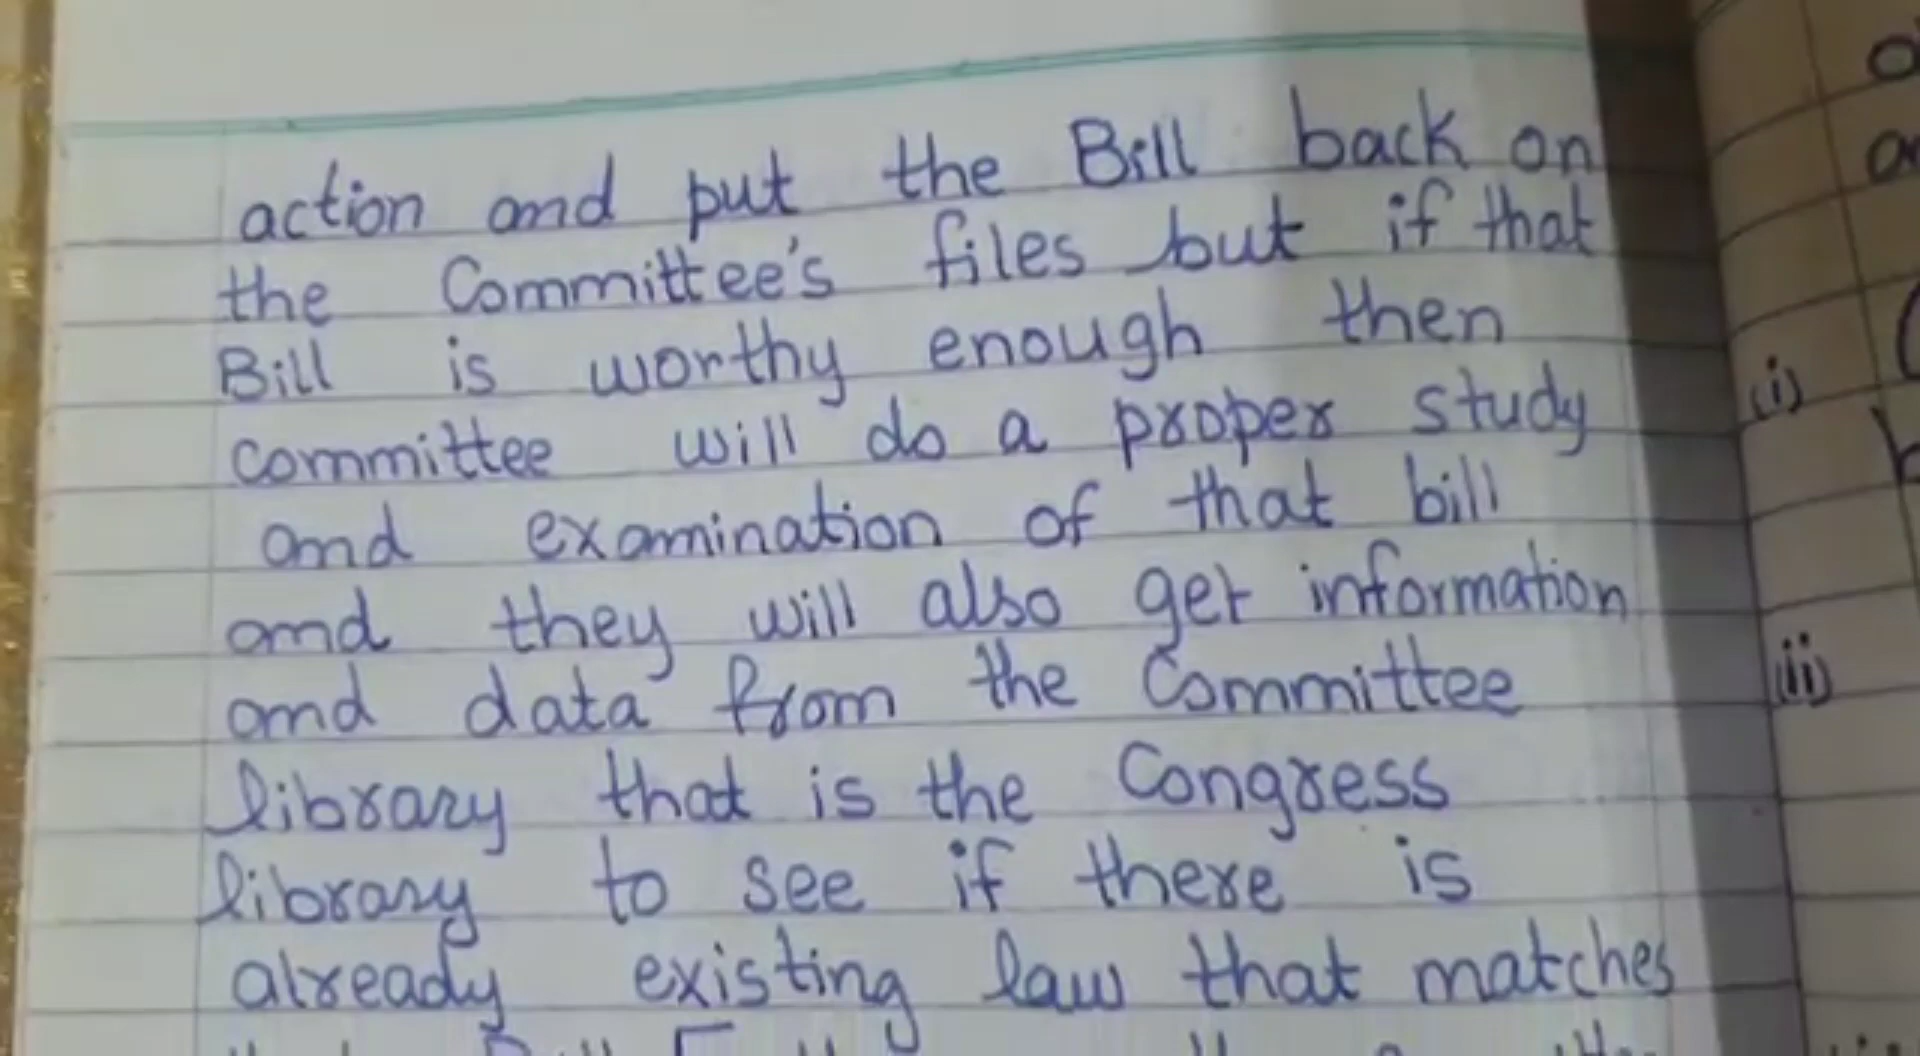 action and put the Bill back on
the Committee's files but if that
Bill is worthy enough then
committee will do a proper study
and examination of that bill
and they will also get information
and data from the Committee
library that is the Congress
library to see if there is
already existing law that matches
(i)
(ii)